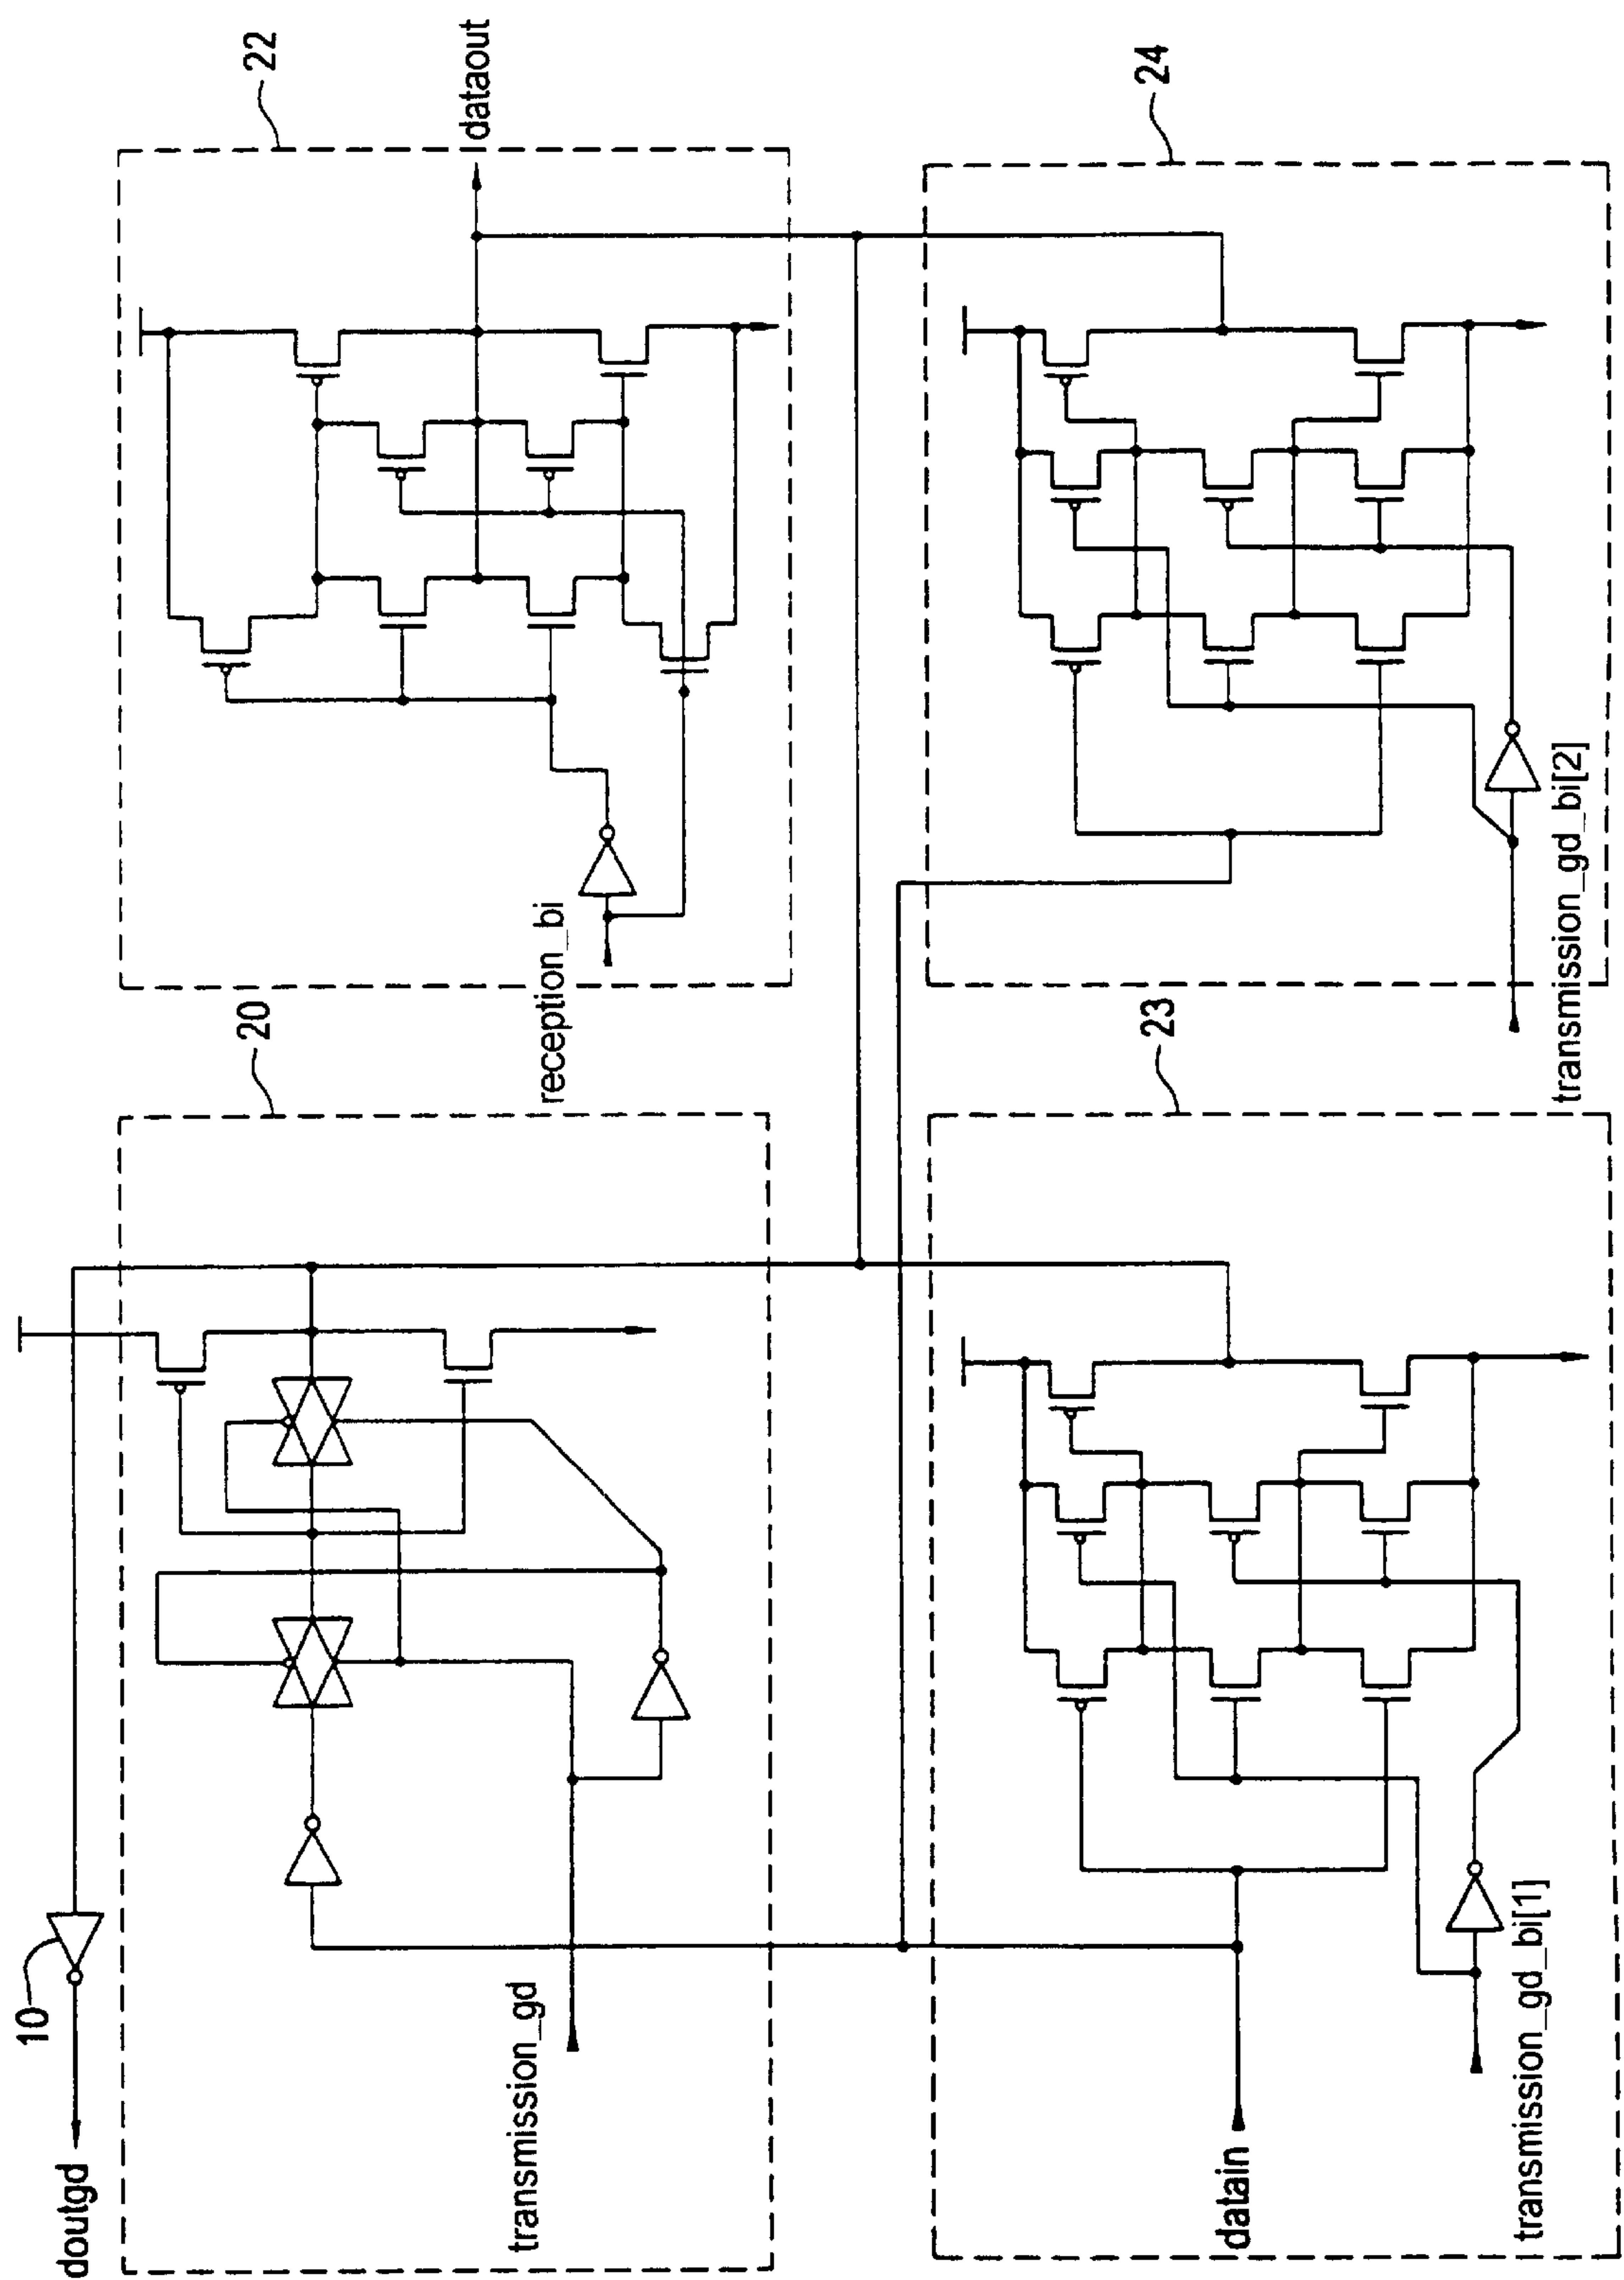 22
dataout
24
reception_bi
transmission_gd_bi[2]
20
23
10
doutgd
transmission_gd
datain
transmission_gd_bi[1]